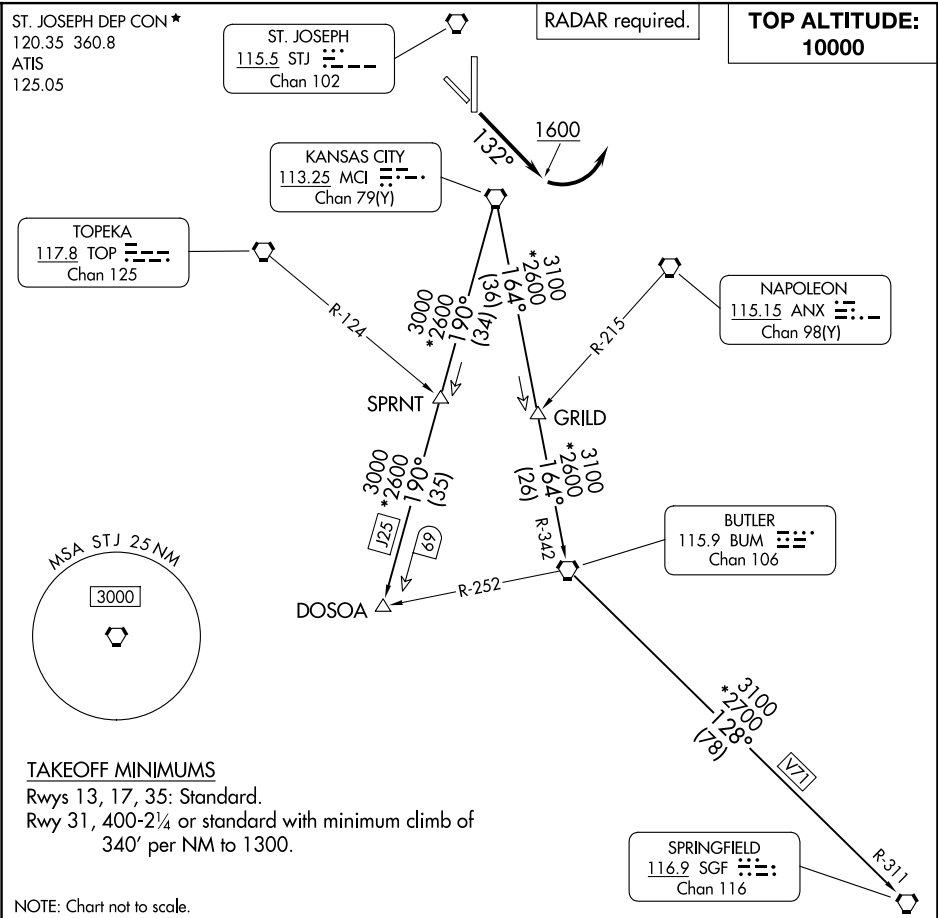 ST. JOSEPH DEP CON ★
120.35 360.8
ATIS
125.05
ST. JOSEPH
115.5 STJ
Chan 102
RADAR required.
TOP ALTITUDE:
10000
132°
1600
KANSAS CITY
113.25 MCI
Chan 79(Y)
TOPEKA
117.8 TOP
Chan 125
NAPOLEON
115.15 ANX
Chan 98(Y)
R-124
R-215
3000
*2600
190°
(34)
(36)
164°
*2600
3100
SPRNT
GRILD
3000
*2600
190°
(35)
3100
*2600
164°
(26)
J25
69
R-342
BUTLER
115.9 BUM
Chan 106
R-252
DOSOA
MSA STJ 25 NM
3000
3100
*2700
128°
(78)
V71
R-311
TAKEOFF MINIMUMS
Rwys 13, 17, 35: Standard.
Rwy 31, 400-2¼ or standard with minimum climb of
340' per NM to 1300.
SPRINGFIELD
116.9 SGF
Chan 116
NOTE: Chart not to scale.